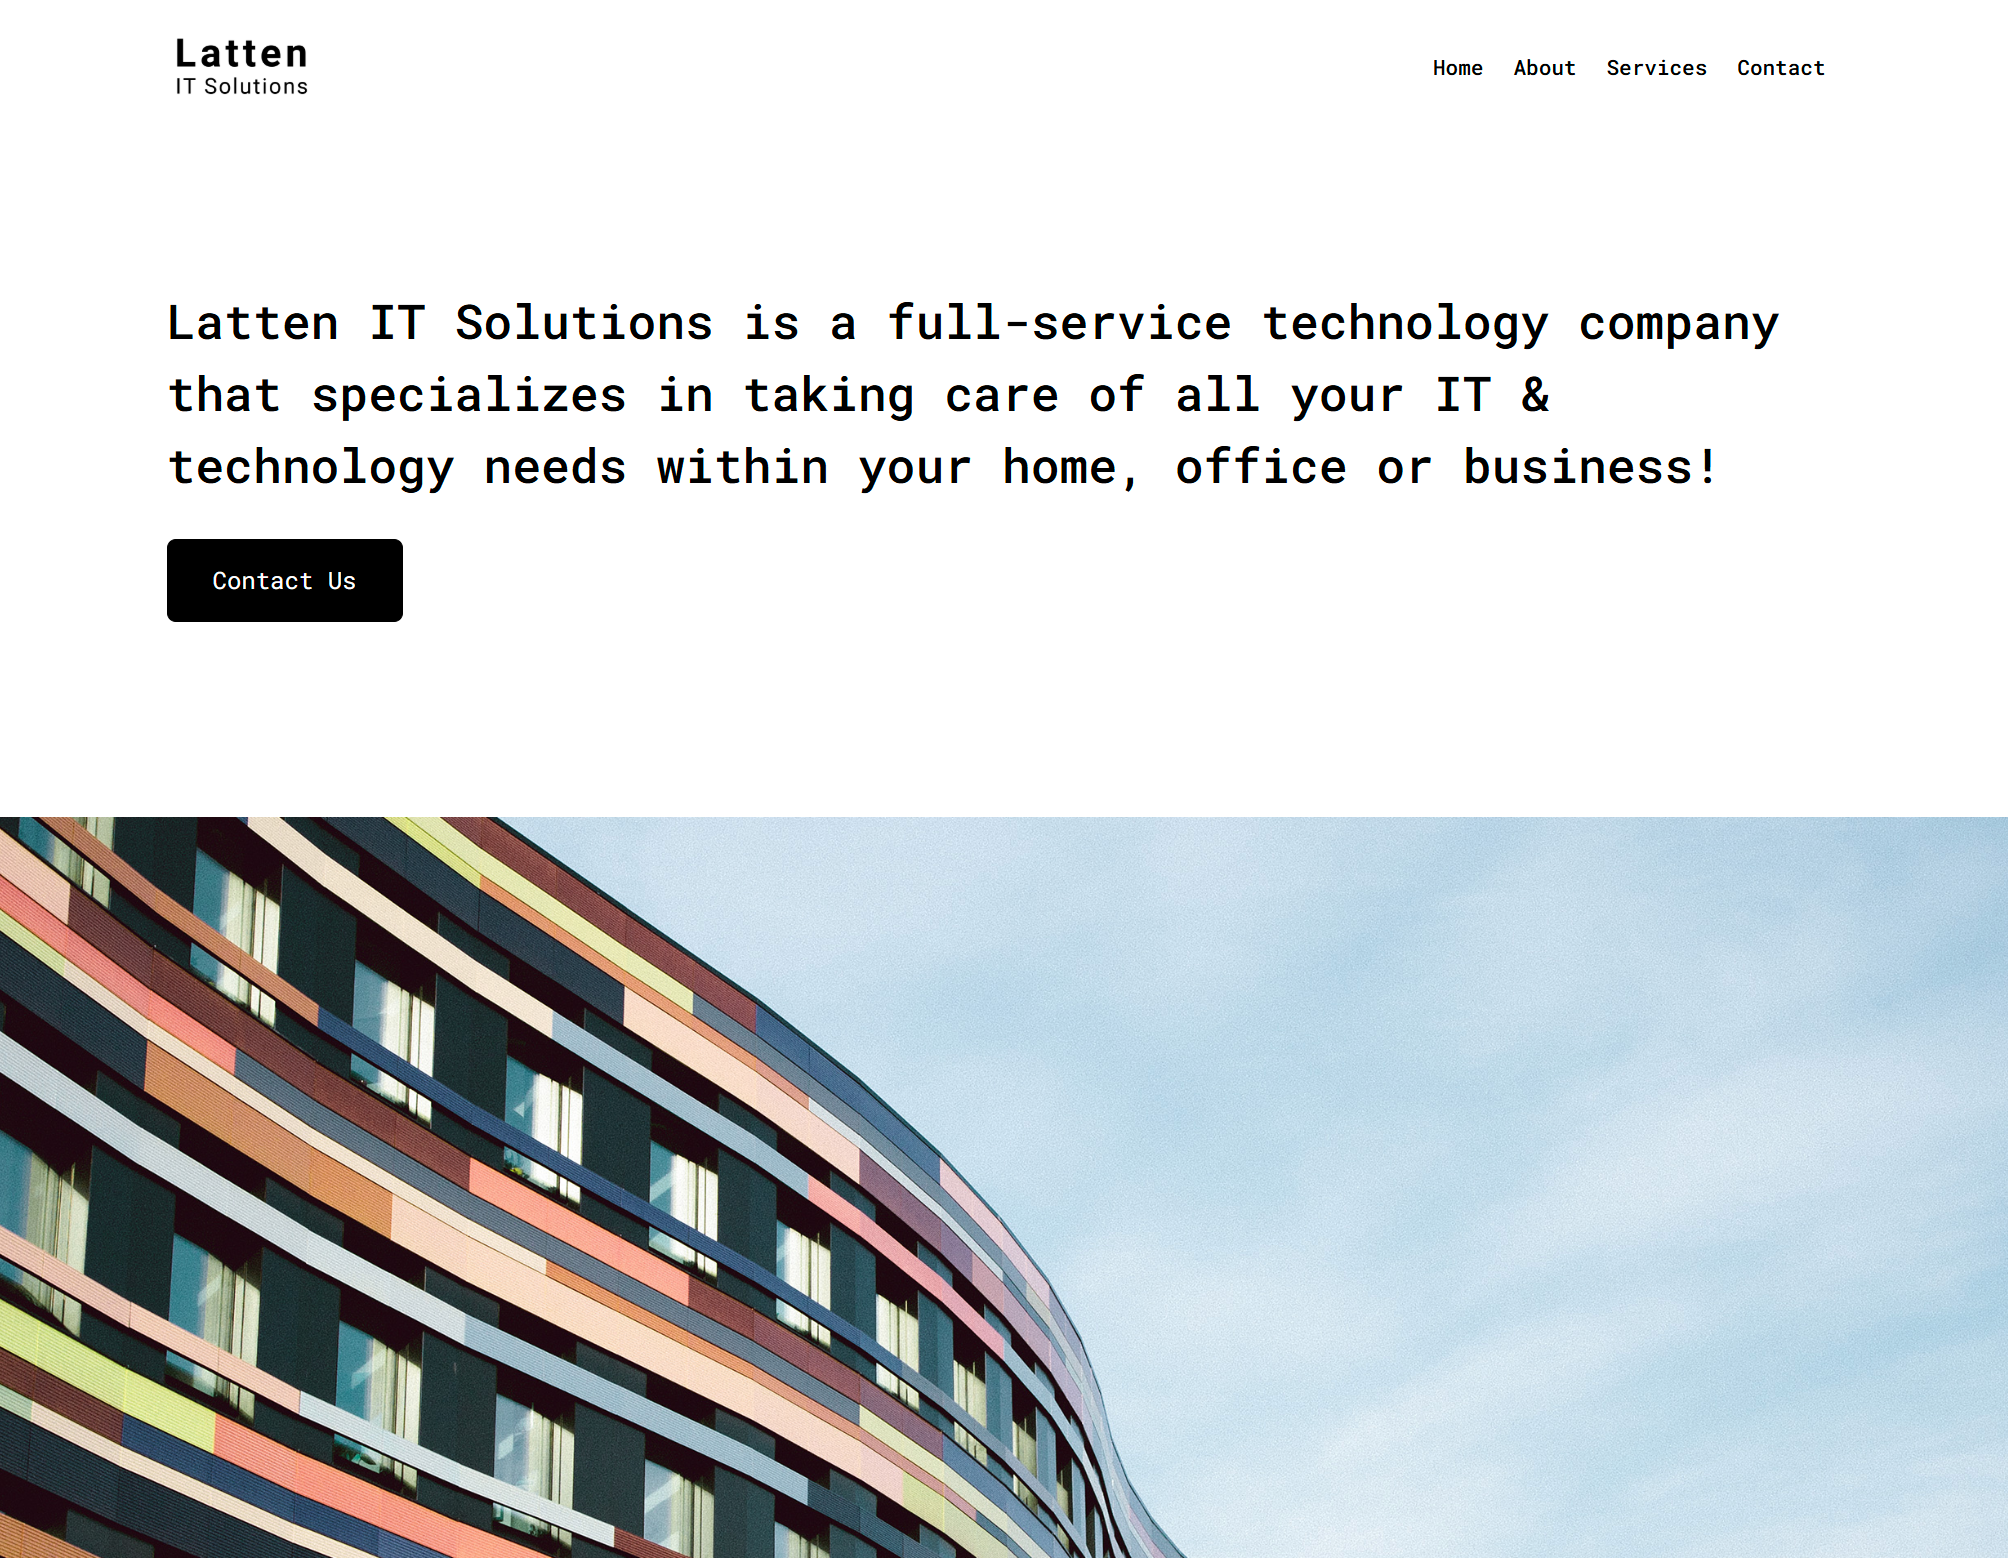 Latten
IT Solutions
Home About Services Contact
Latten IT Solutions is a full-service technology company
that specializes in taking care of all your IT &
technology needs within your home, office or business!
Contact Us